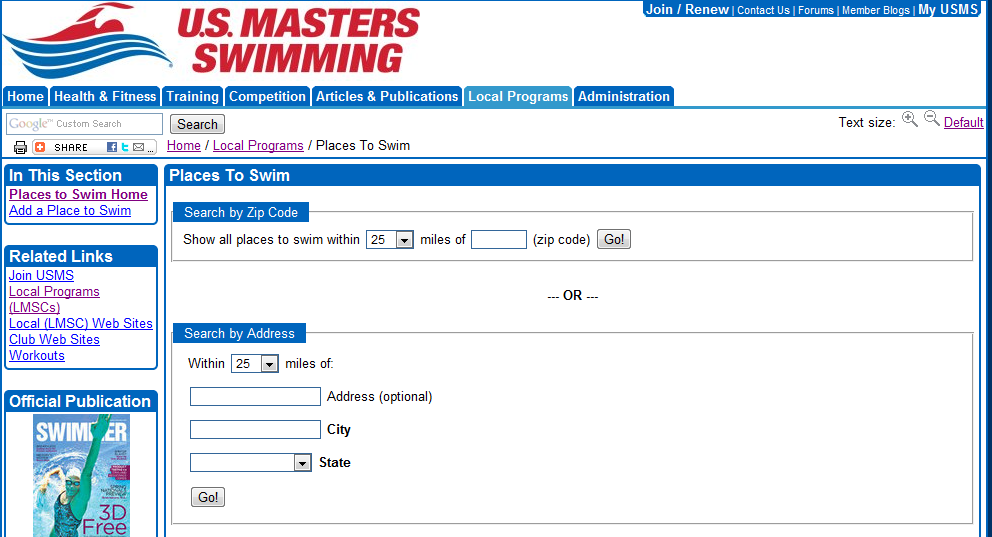 Join / Renew | Contact Us | Forums | Member Blogs | My USMS
U.S. MASTERS
SWIMMING
Home Health & Fitness Training Competition Articles & Publications Local Programs Administration
Google™ Custom Search Search Text size: Default
SHARE ... Home / Local Programs / Places To Swim
In This Section
Places to Swim Home
Add a Place to Swim
Related Links
Join USMS
Local Programs
(LMSCs)
Local (LMSC) Web Sites
Club Web Sites
Workouts
Official Publication
SWIMMER
3D
Free
Places To Swim
Search by Zip Code
Show all places to swim within 25 miles of (zip code) Go!
--- OR ---
Search by Address
Within 25 miles of:
Address (optional)
City
State
Go!